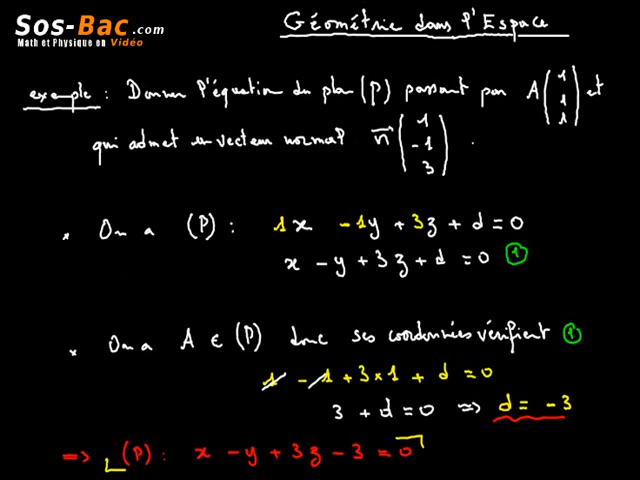 Sos-Bac.com
Math et Physique en Vidéo
Géométrie dans l'Espace
exemple : Donner l'équation du plan (P) passant par A(1 1 1) et
qui admet un vecteur normal n→(1 -1 3).
* On a (P) : 1x -1y + 3z + d = 0
x - y + 3z + d = 0 ①
* On a A ∈ (P) donc ses coordonnées vérifient ①
1 - 1 + 3×1 + d = 0
3 + d = 0 => d = -3
=> (P) : x - y + 3z - 3 = 0